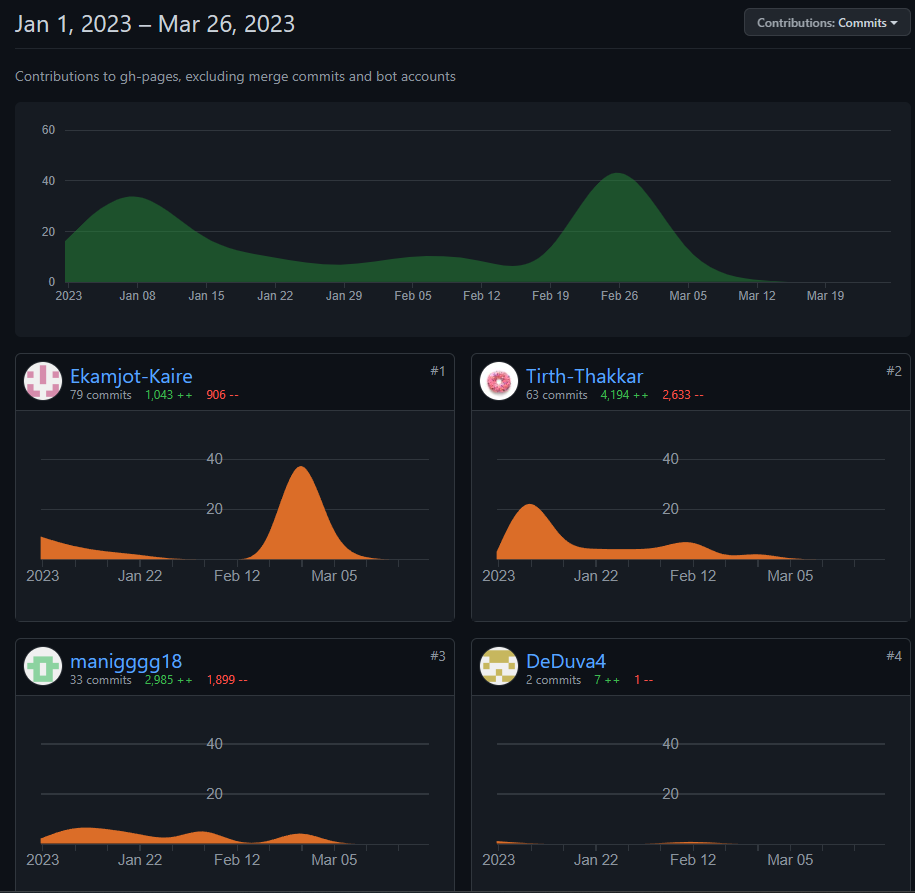 Jan 1, 2023 – Mar 26, 2023
Contributions: Commits
Contributions to gh-pages, excluding merge commits and bot accounts
60
40
20
0
2023 Jan 08 Jan 15 Jan 22 Jan 29 Feb 05 Feb 12 Feb 19 Feb 26 Mar 05 Mar 12 Mar 19
Ekamjot-Kaire #1
79 commits 1,043 ++ 906 --
40
20
2023 Jan 22 Feb 12 Mar 05
Tirth-Thakkar #2
63 commits 4,194 ++ 2,633 --
40
20
2023 Jan 22 Feb 12 Mar 05
manigggg18 #3
33 commits 2,985 ++ 1,899 --
40
20
2023 Jan 22 Feb 12 Mar 05
DeDuva4 #4
2 commits 7 ++ 1 --
40
20
2023 Jan 22 Feb 12 Mar 05